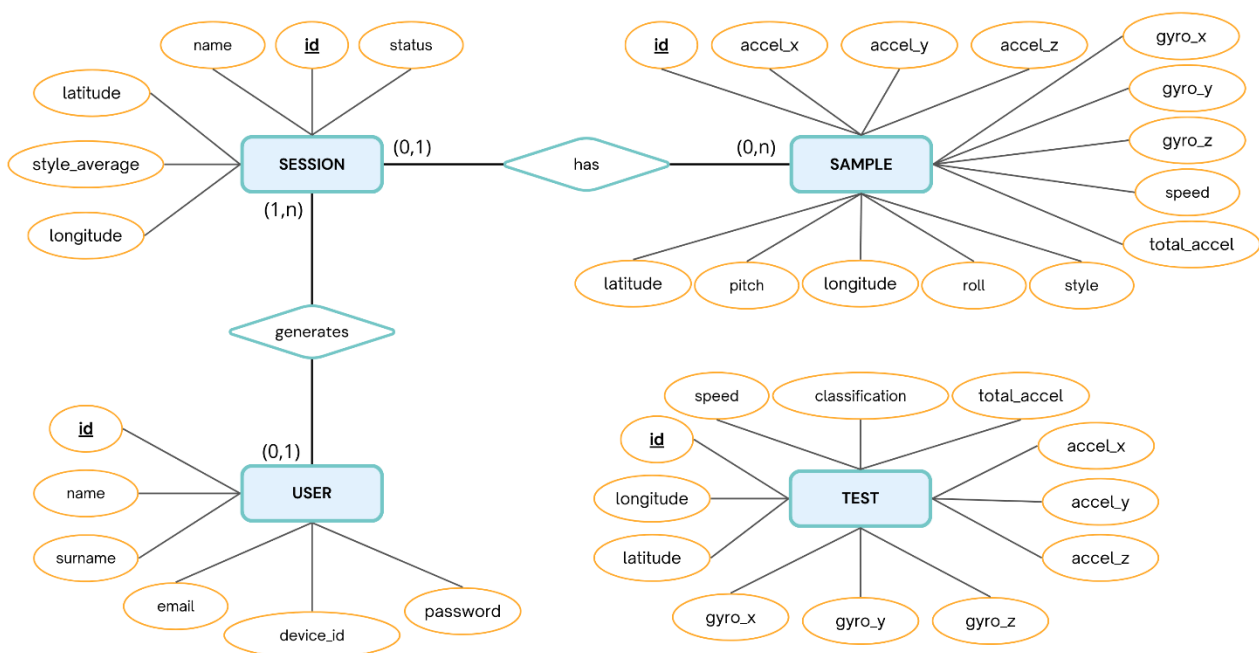 name
id
status
latitude
style_average
longitude
SESSION
(0,1)
has
(0,n)
SAMPLE
id
accel_x
accel_y
accel_z
gyro_x
gyro_y
gyro_z
speed
total_accel
latitude
pitch
longitude
roll
style
(1,n)
generates
(0,1)
USER
id
name
surname
email
device_id
password
speed
classification
total_accel
id
longitude
latitude
TEST
accel_x
accel_y
accel_z
gyro_x
gyro_y
gyro_z